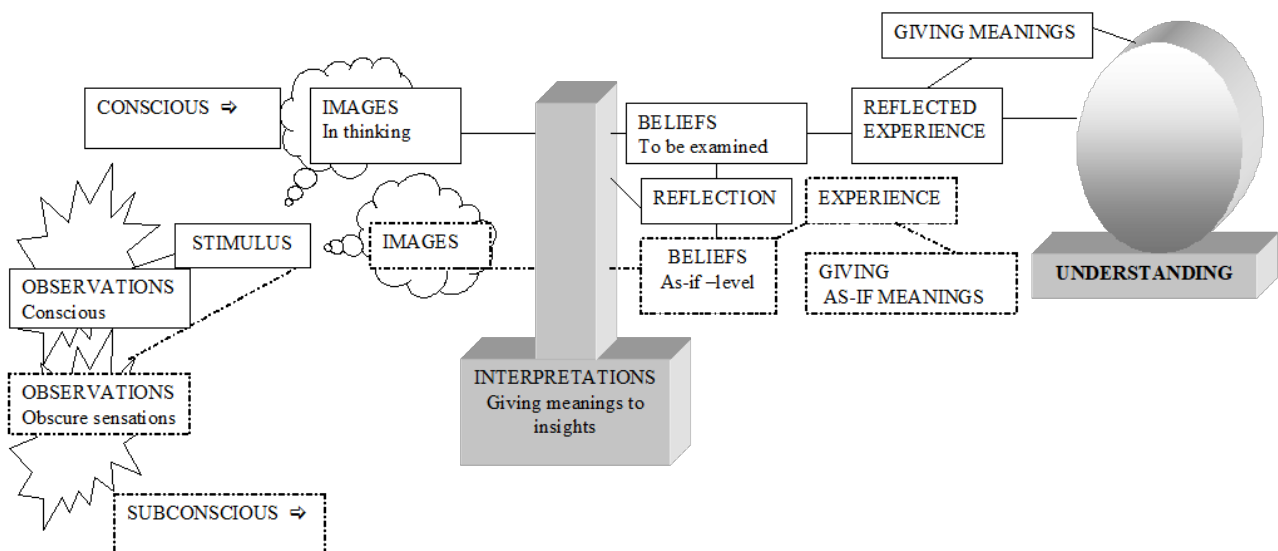 GIVING MEANINGS
CONSCIOUS ⇨
IMAGES
In thinking
BELIEFS
To be examined
REFLECTED
EXPERIENCE
REFLECTION
EXPERIENCE
STIMULUS
IMAGES
BELIEFS
As-if –level
GIVING
AS-IF MEANINGS
UNDERSTANDING
OBSERVATIONS
Conscious
INTERPRETATIONS
Giving meanings to
insights
OBSERVATIONS
Obscure sensations
SUBCONSCIOUS ⇨